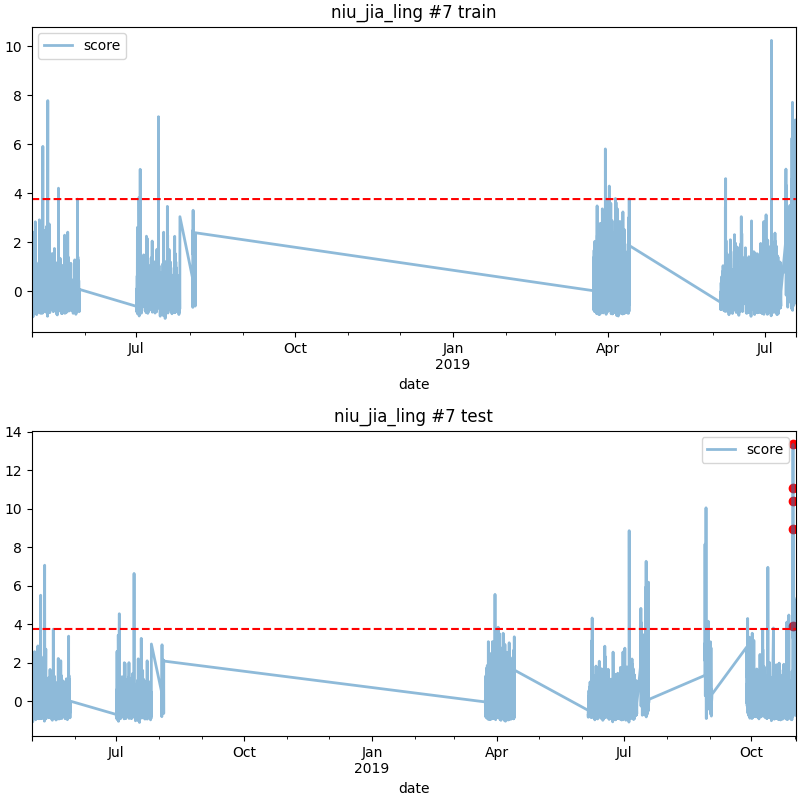 niu_jia_ling #7 train
score
10
8
6
4
2
0
Jul Oct Jan Apr Jul
2019
date
niu_jia_ling #7 test
score
14
12
10
8
6
4
2
0
Jul Oct Jan Apr Jul Oct
2019
date